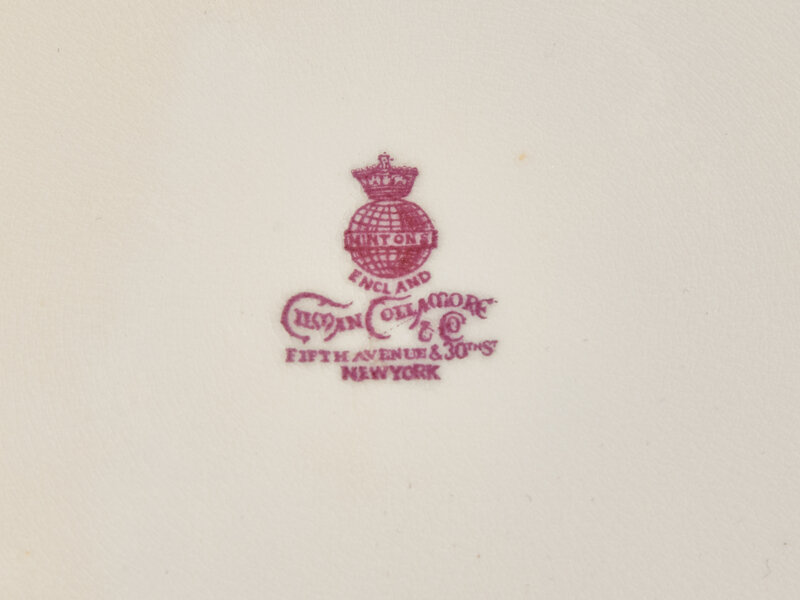 MINTONS
ENGLAND
GILMAN COLLAMORE
& Co
FIFTH AVENUE & 30TH ST
NEW YORK